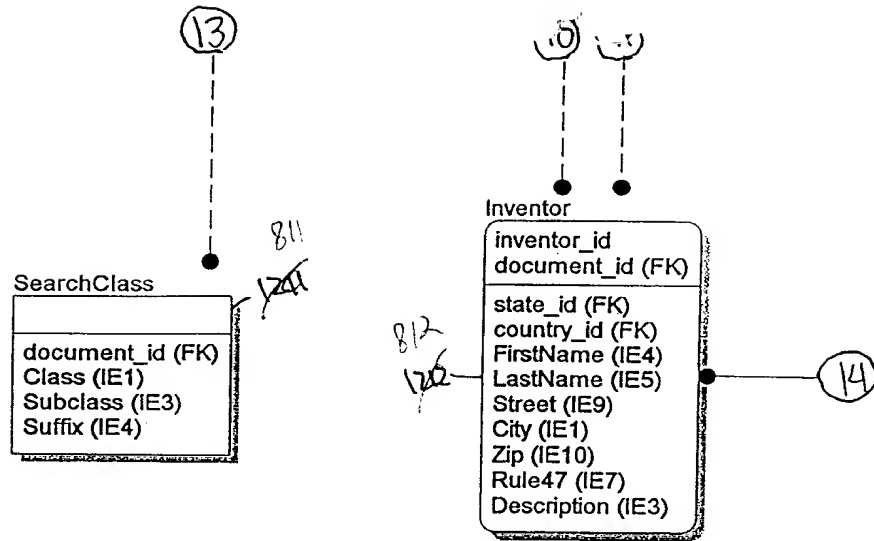 13
811
SearchClass
1241
document_id (FK)
Class (IE1)
Subclass (IE3)
Suffix (IE4)
Inventor
inventor_id
document_id (FK)
state_id (FK)
country_id (FK)
FirstName (IE4)
LastName (IE5)
Street (IE9)
City (IE1)
Zip (IE10)
Rule47 (IE7)
Description (IE3)
812
14